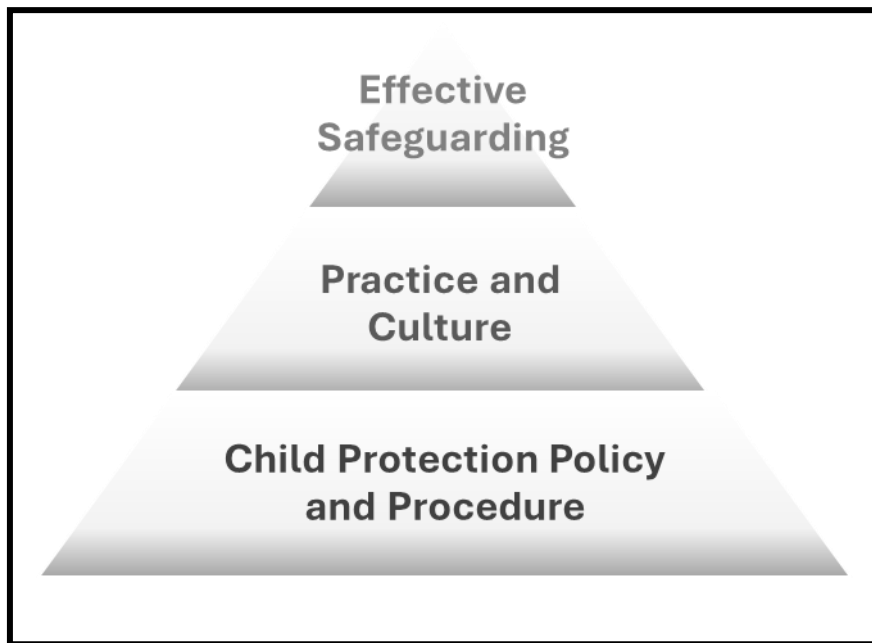 Effective
Safeguarding
Practice and
Culture
Child Protection Policy
and Procedure